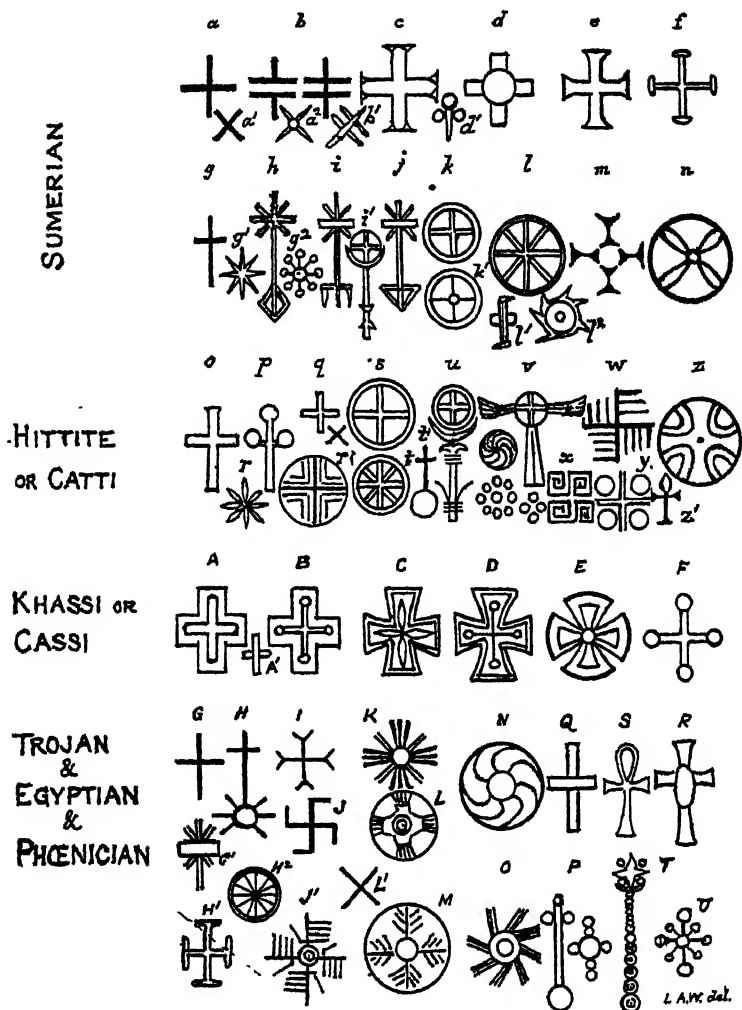 a b c d e f
a' a² b' d'
SUMERIAN
g h i j k l m n
g' g² i' k'
l' l²
o p q s u v w z
HITTITE
OR CATTI
r r' t t' x y z'
A B C D E F
KHASSI OR
CASSI
A'
G H I K N Q S R
TROJAN
&
EGYPTIAN
&
PHŒNICIAN
J L
G' H² L'
H' J' M O P T U
L.A.W. del.